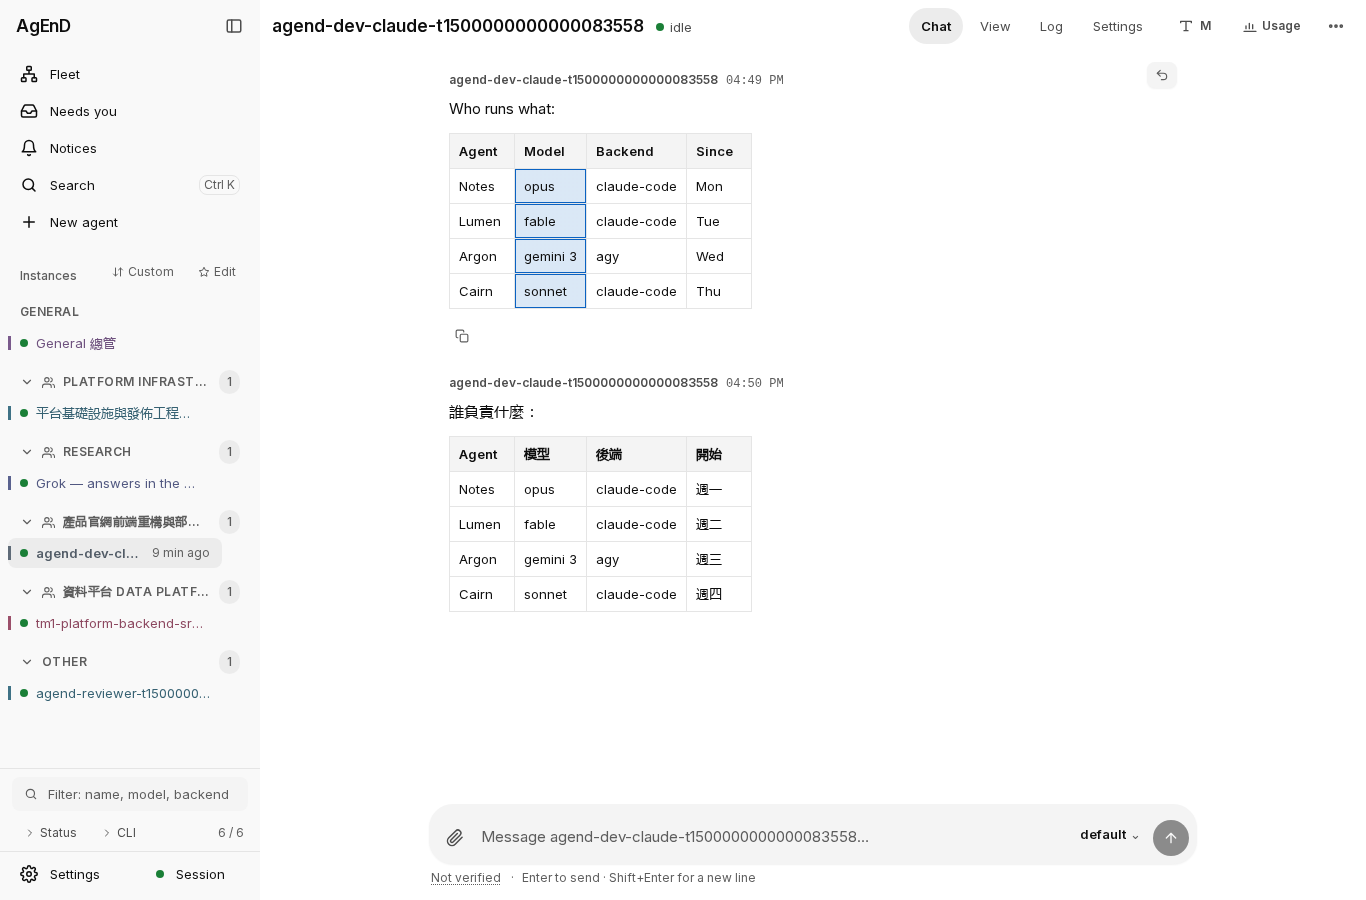 AgEnD
Fleet
Needs you
Notices
Search Ctrl K
New agent
Instances Custom Edit
GENERAL
General 總管
PLATFORM INFRAST... 1
平台基礎設施與發佈工程...
RESEARCH 1
Grok — answers in the ...
產品官網前端重構與部... 1
agend-dev-cl... 9 min ago
資料平台 DATA PLATF... 1
tm1-platform-backend-sr...
OTHER 1
agend-reviewer-t1500000...
Filter: name, model, backend
Status CLI 6 / 6
Settings Session
agend-dev-claude-t1500000000000083558 idle
Chat View Log Settings M Usage
agend-dev-claude-t1500000000000083558 04:49 PM
Who runs what:
Agent Model Backend Since
Notes opus claude-code Mon
Lumen fable claude-code Tue
Argon gemini 3 agy Wed
Cairn sonnet claude-code Thu
agend-dev-claude-t1500000000000083558 04:50 PM
誰負責什麼：
Agent 模型 後端 開始
Notes opus claude-code 週一
Lumen fable claude-code 週二
Argon gemini 3 agy 週三
Cairn sonnet claude-code 週四
Message agend-dev-claude-t1500000000000083558... default
Not verified · Enter to send · Shift+Enter for a new line